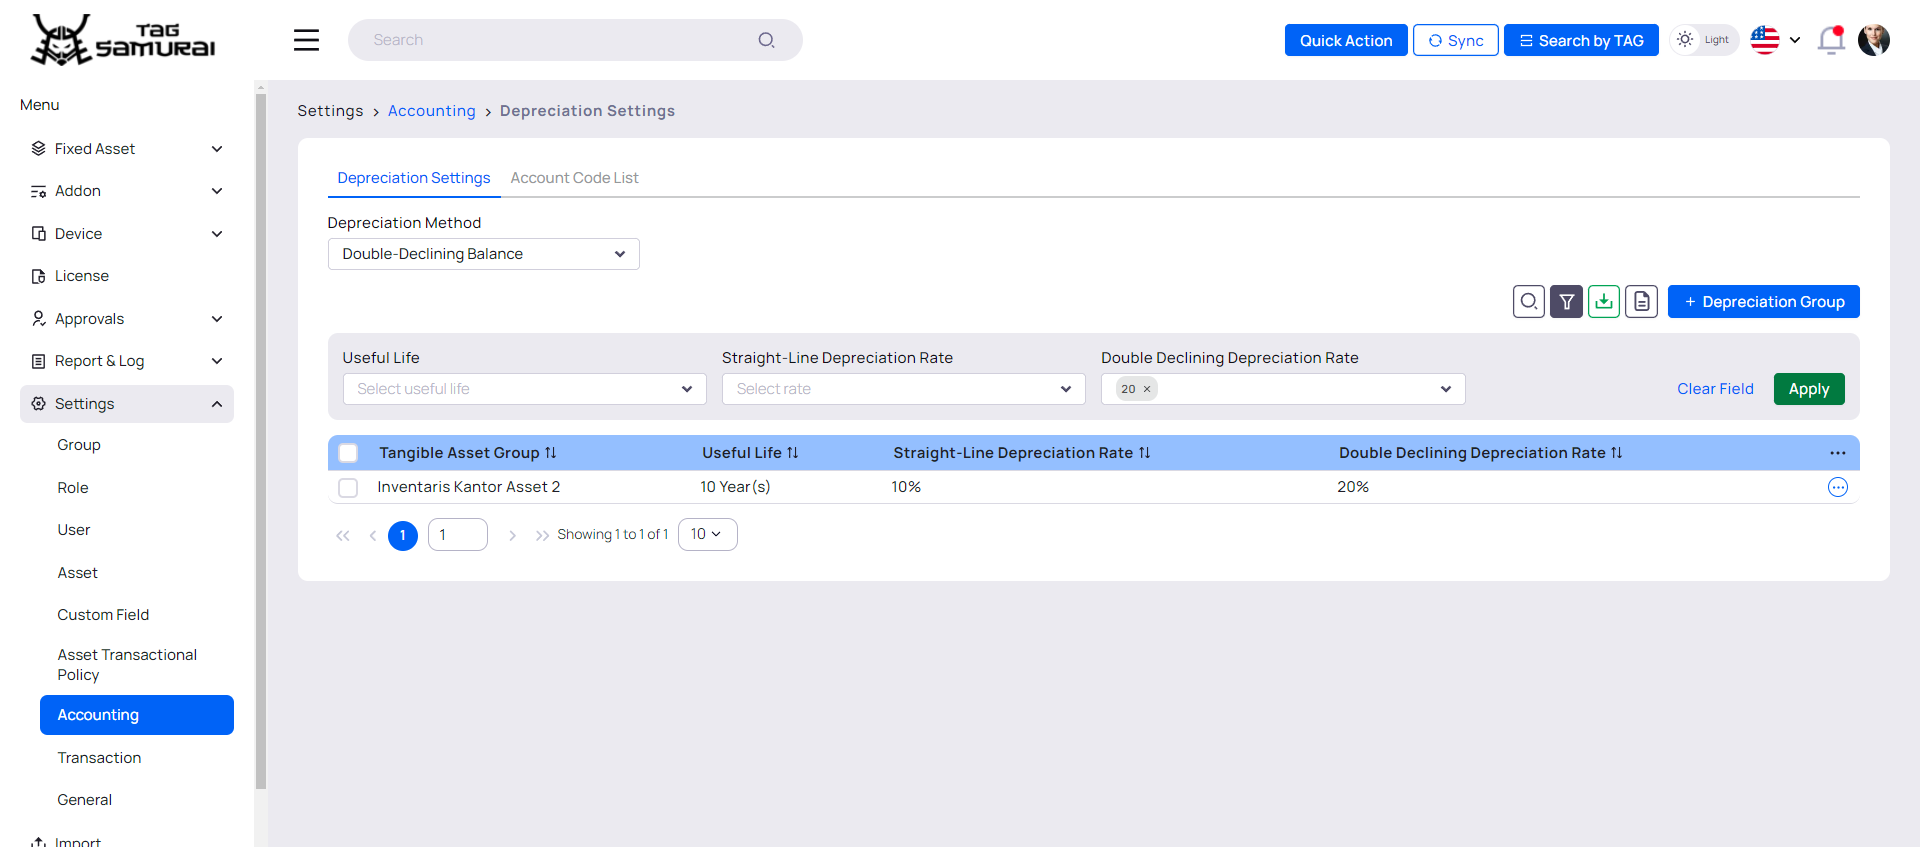 TAG
SAMURAI
Search
Quick Action
Sync
Search by TAG
Light
Menu
Fixed Asset
Addon
Device
License
Approvals
Report & Log
Settings
Group
Role
User
Asset
Custom Field
Asset Transactional
Policy
Accounting
Transaction
General
Import
Settings > Accounting > Depreciation Settings
Depreciation Settings
Account Code List
Depreciation Method
Double-Declining Balance
+ Depreciation Group
Useful Life
Straight-Line Depreciation Rate
Double Declining Depreciation Rate
Select useful life
Select rate
20 ×
Clear Field
Apply
Tangible Asset Group
Useful Life
Straight-Line Depreciation Rate
Double Declining Depreciation Rate
Inventaris Kantor Asset 2
10 Year(s)
10%
20%
1
1
Showing 1 to 1 of 1
10